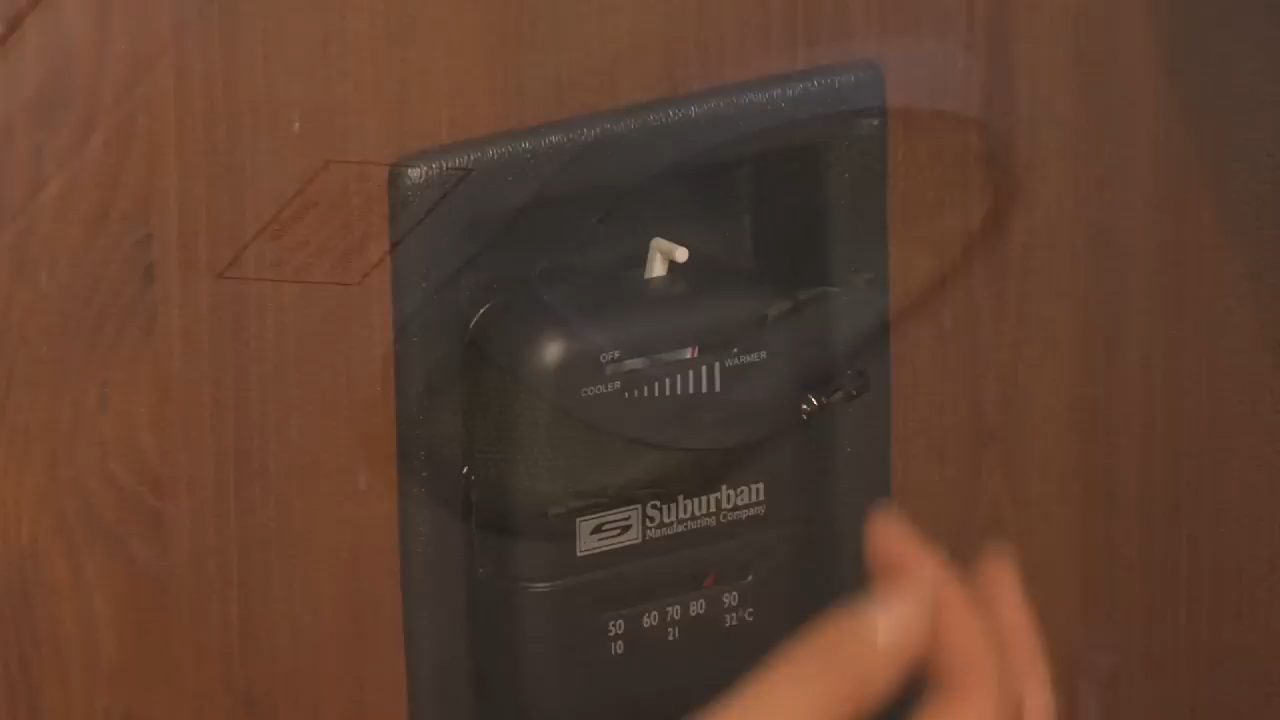 OFF
WARMER
COOLER
Suburban
Manufacturing Company
50 60 70 80 90
10 21 32°C